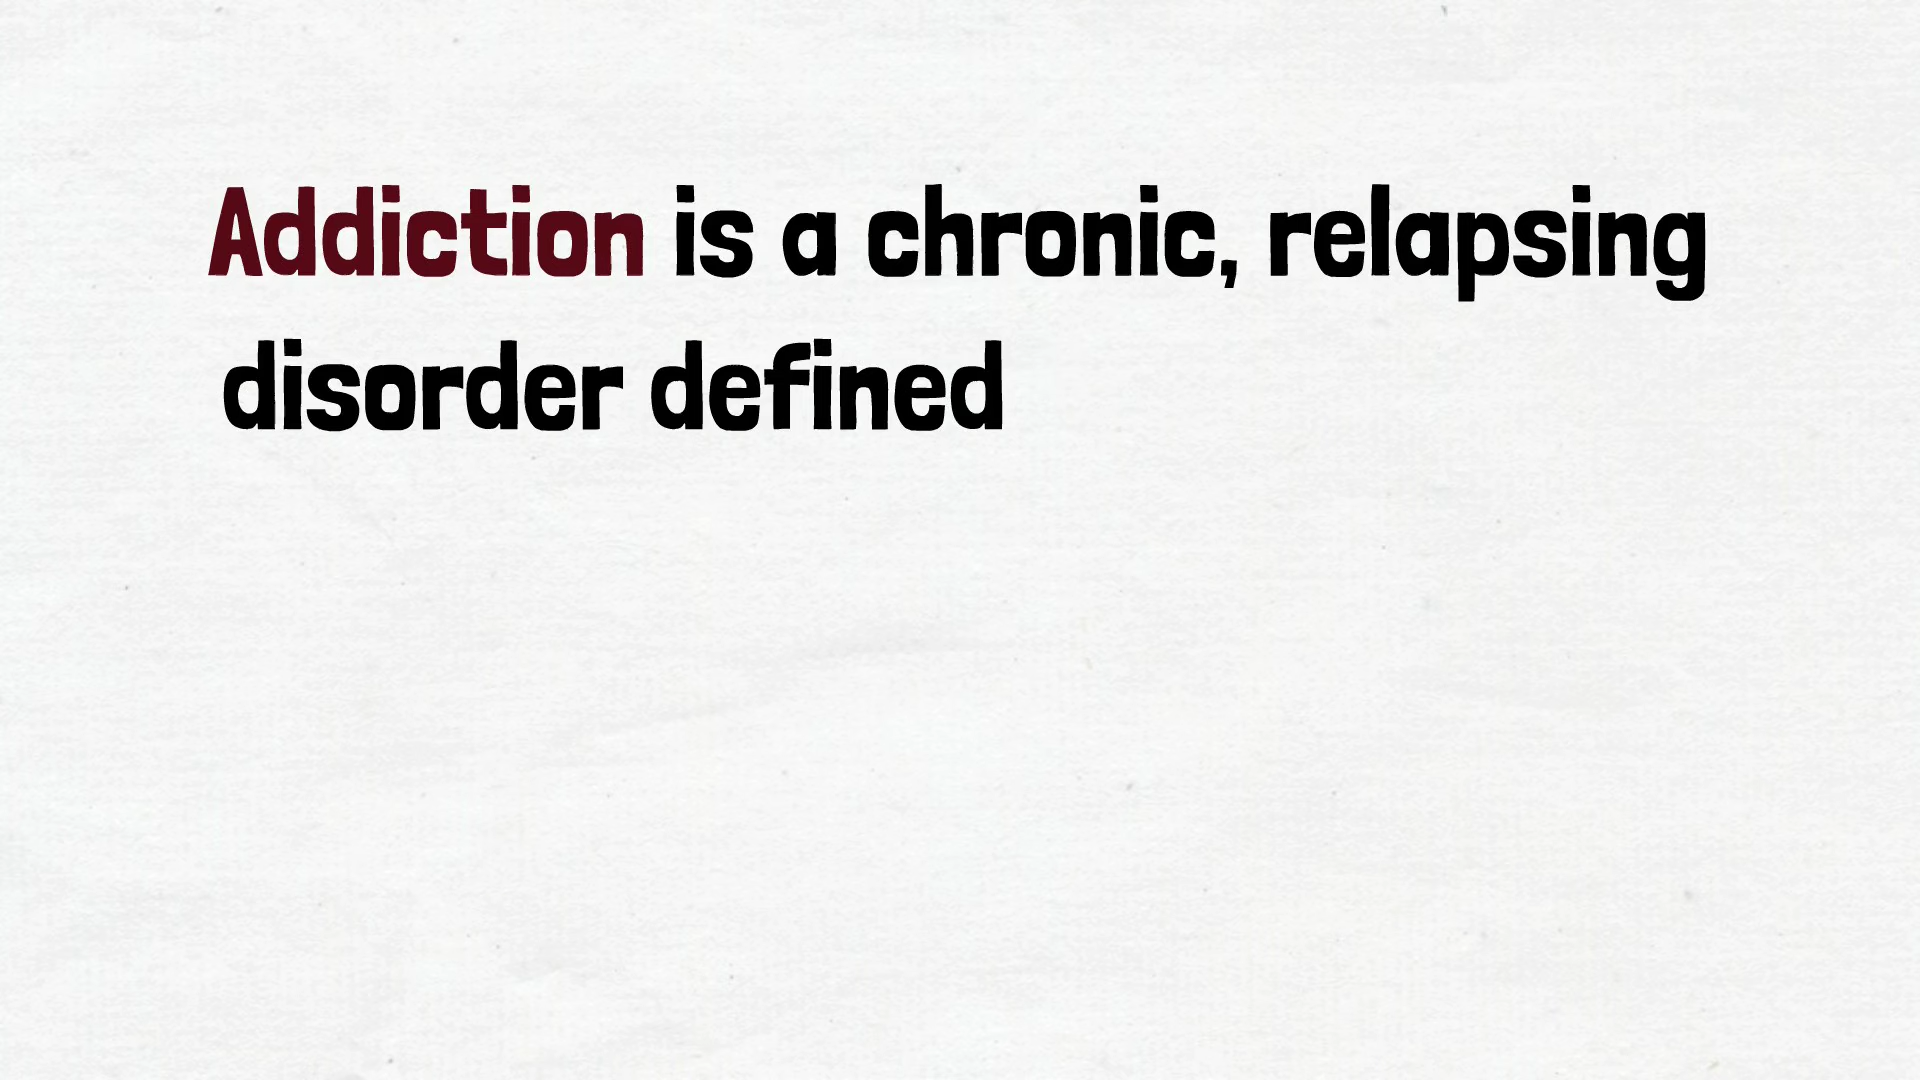 Addiction is a chronic, relapsing
disorder defined